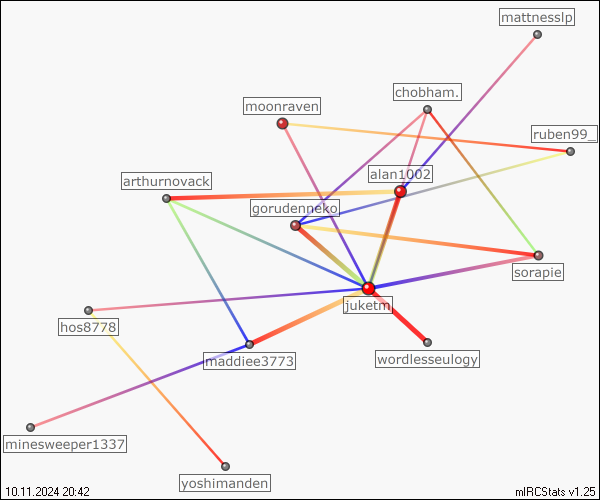 mattnesslp
chobham.
moonraven
ruben99_
alan1002
arthurnovack
gorudenneko
sorapie
juketm
hos8778
maddiee3773
wordlesseulogy
minesweeper1337
yoshimanden
10.11.2024 20:42
mIRCStats v1.25